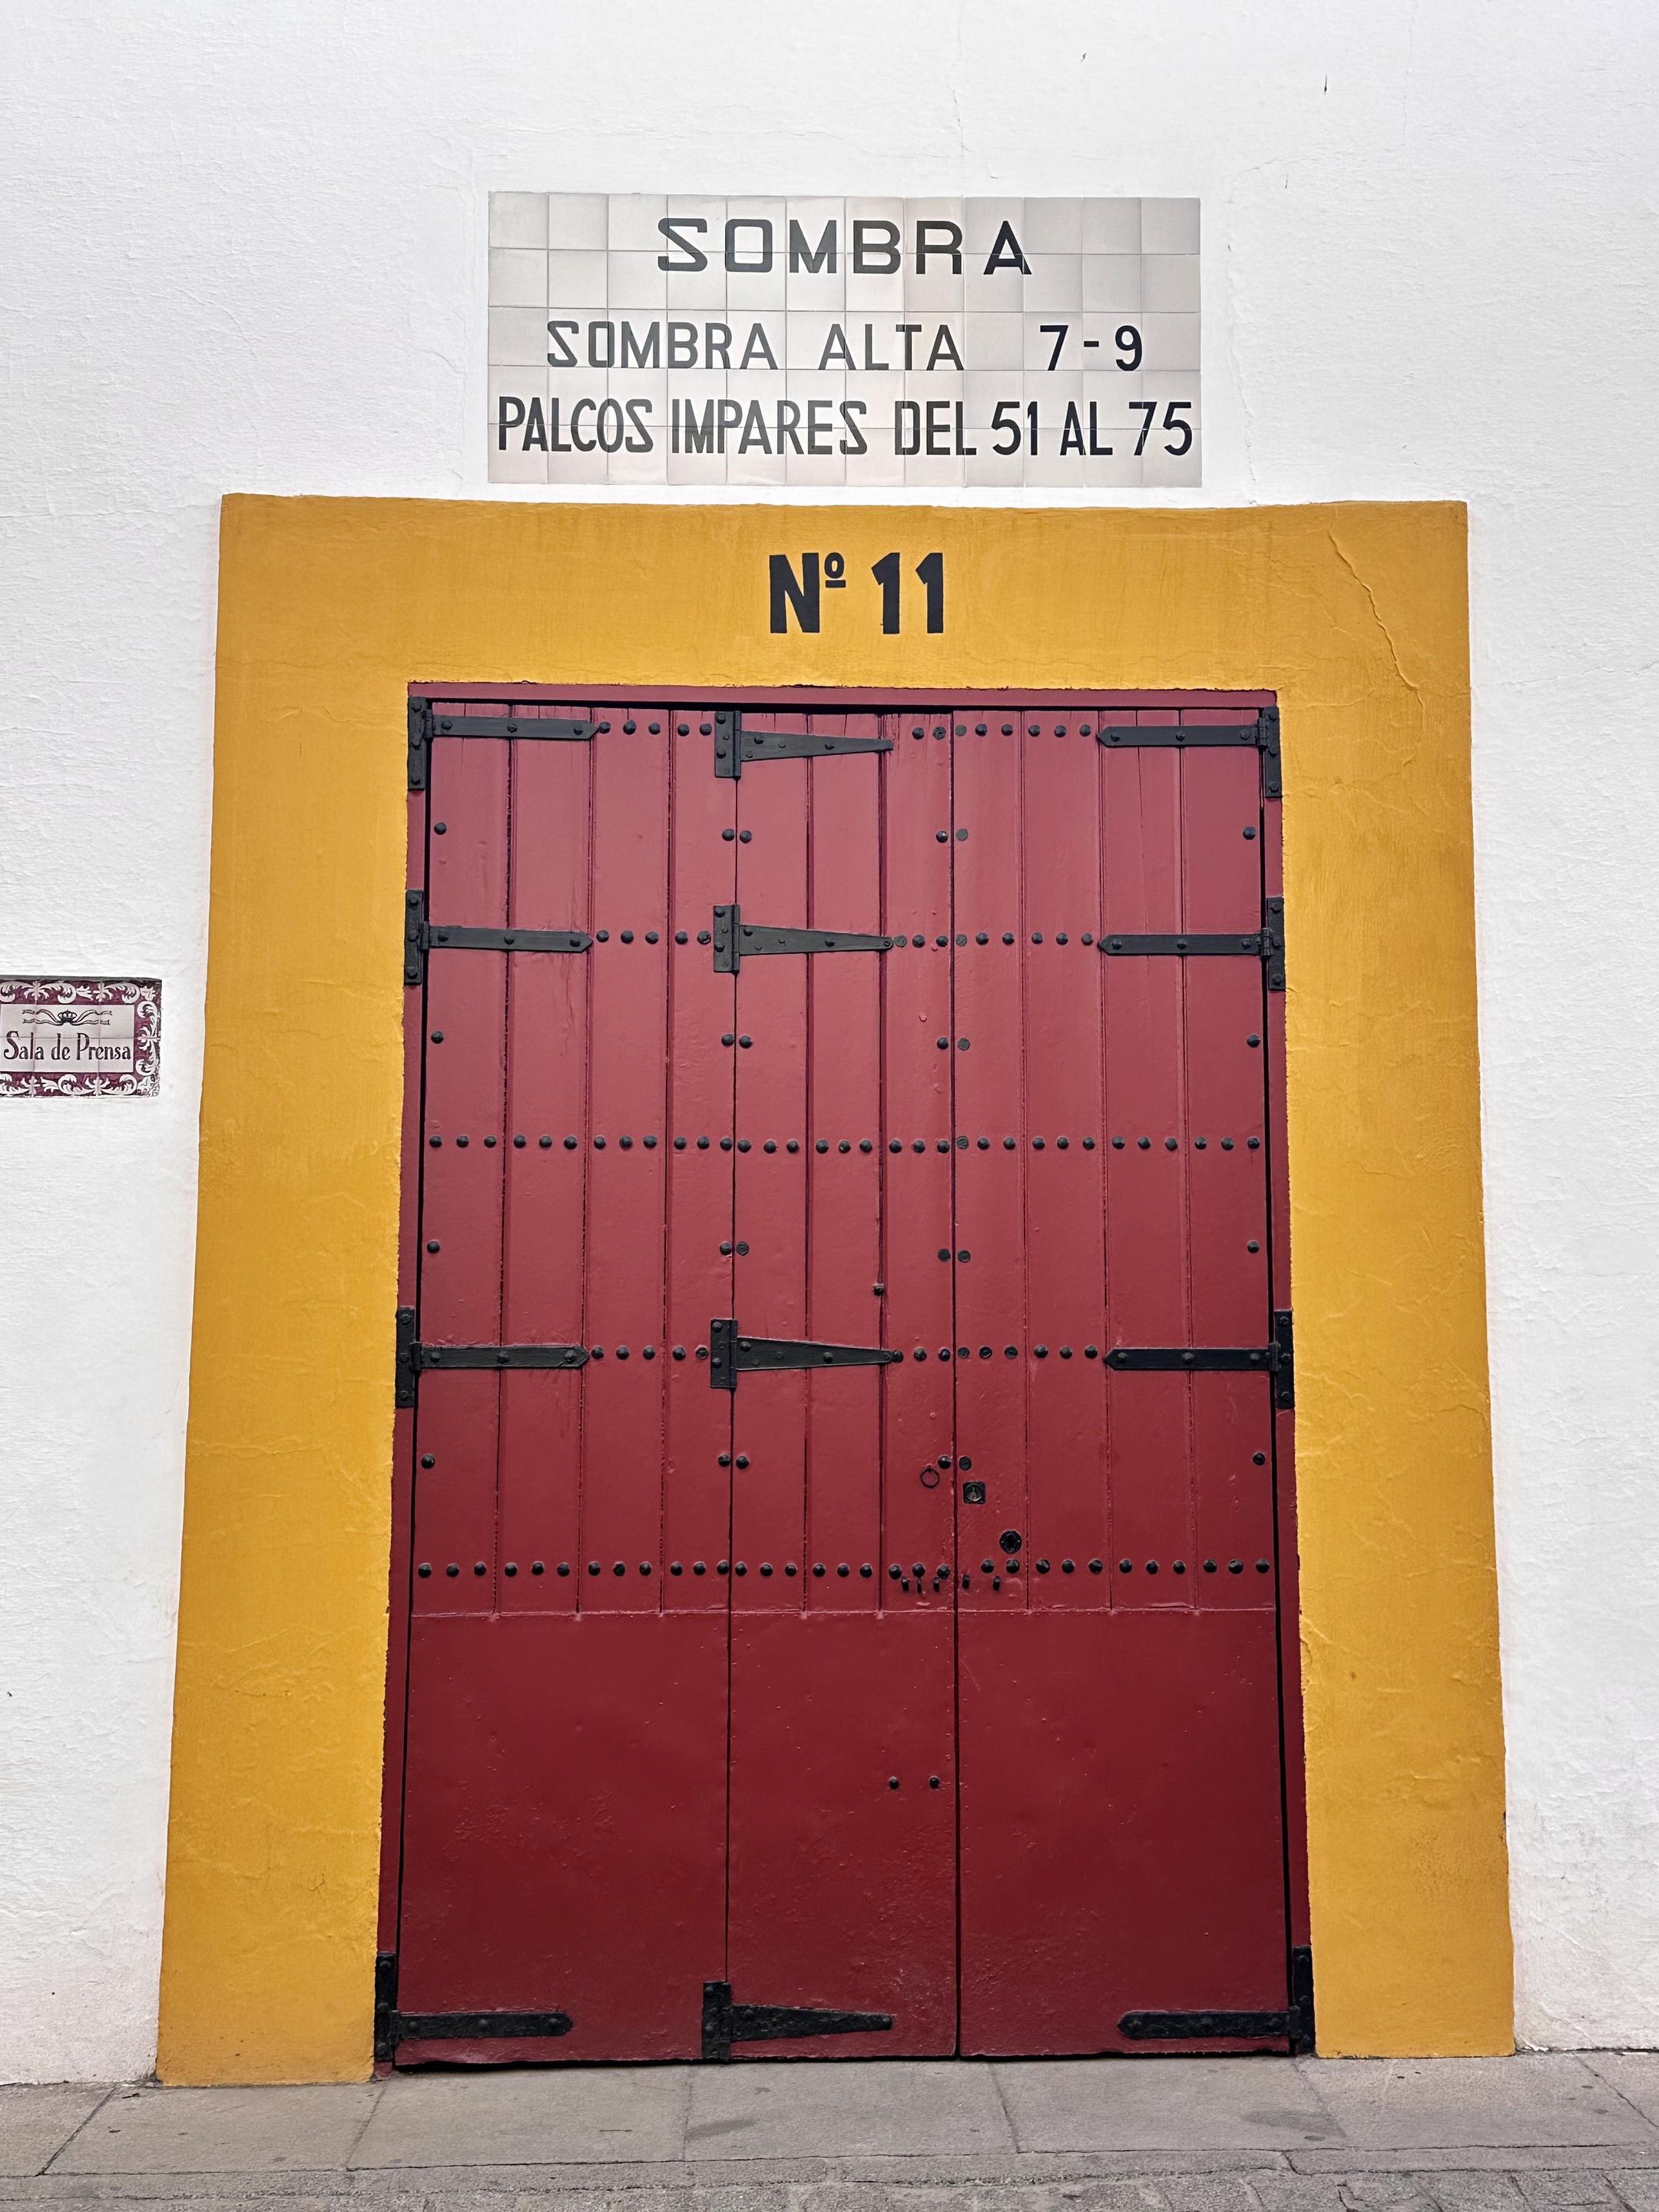 SOMBRA
SOMBRA ALTA 7-9
PALCOS IMPARES DEL 51 AL 75
Nº 11
Sala de Prensa